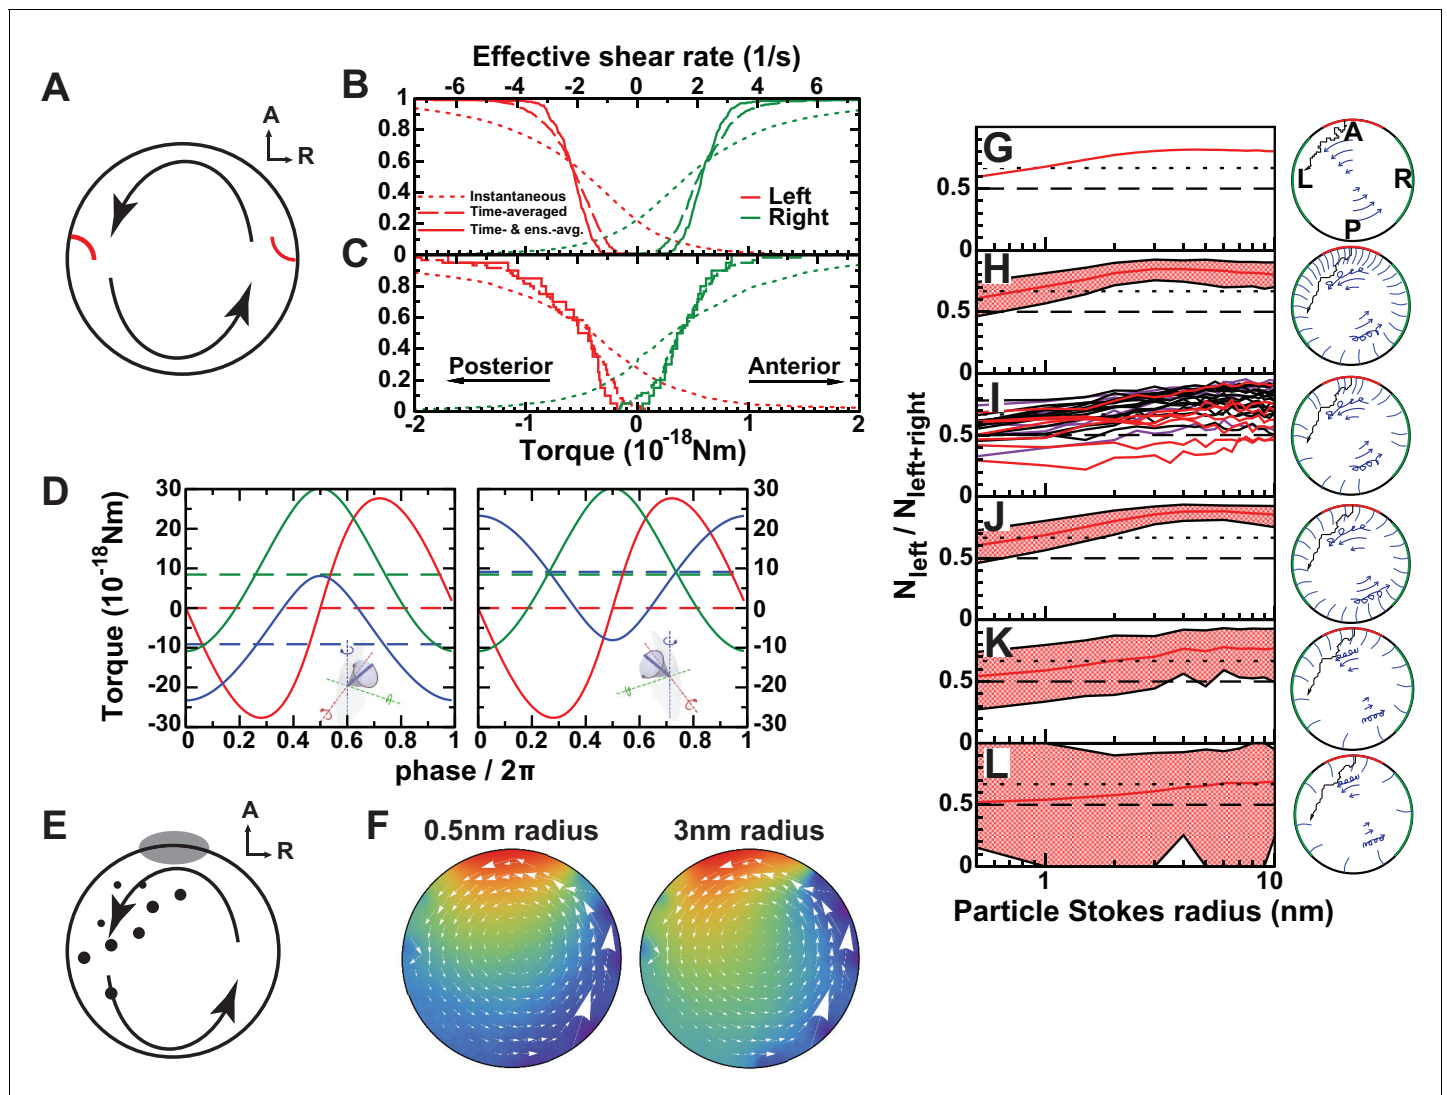 A
A
R
B
Effective shear rate (1/s)
-6 -4 -2 0 2 4 6
1
0.8
0.6
0.4
0.2
0
Instantaneous
Time-averaged
Time- & ens.-avg.
Left
Right
C
0.8
0.6
0.4
0.2
0
Posterior
Anterior
-2 -1 0 1 2
Torque (10-18Nm)
D
Torque (10-18Nm)
30
20
10
0
-10
-20
-30
30
20
10
0
-10
-20
-30
0 0.2 0.4 0.6 0.8 1
0 0.2 0.4 0.6 0.8 1
phase / 2π
E
A
R
F
0.5nm radius
3nm radius
Nleft / Nleft+right
G
0.5
0
A
L
R
P
H
0.5
0
I
0.5
0
J
0.5
0
K
0.5
0
L
0.5
0
1 10
Particle Stokes radius (nm)